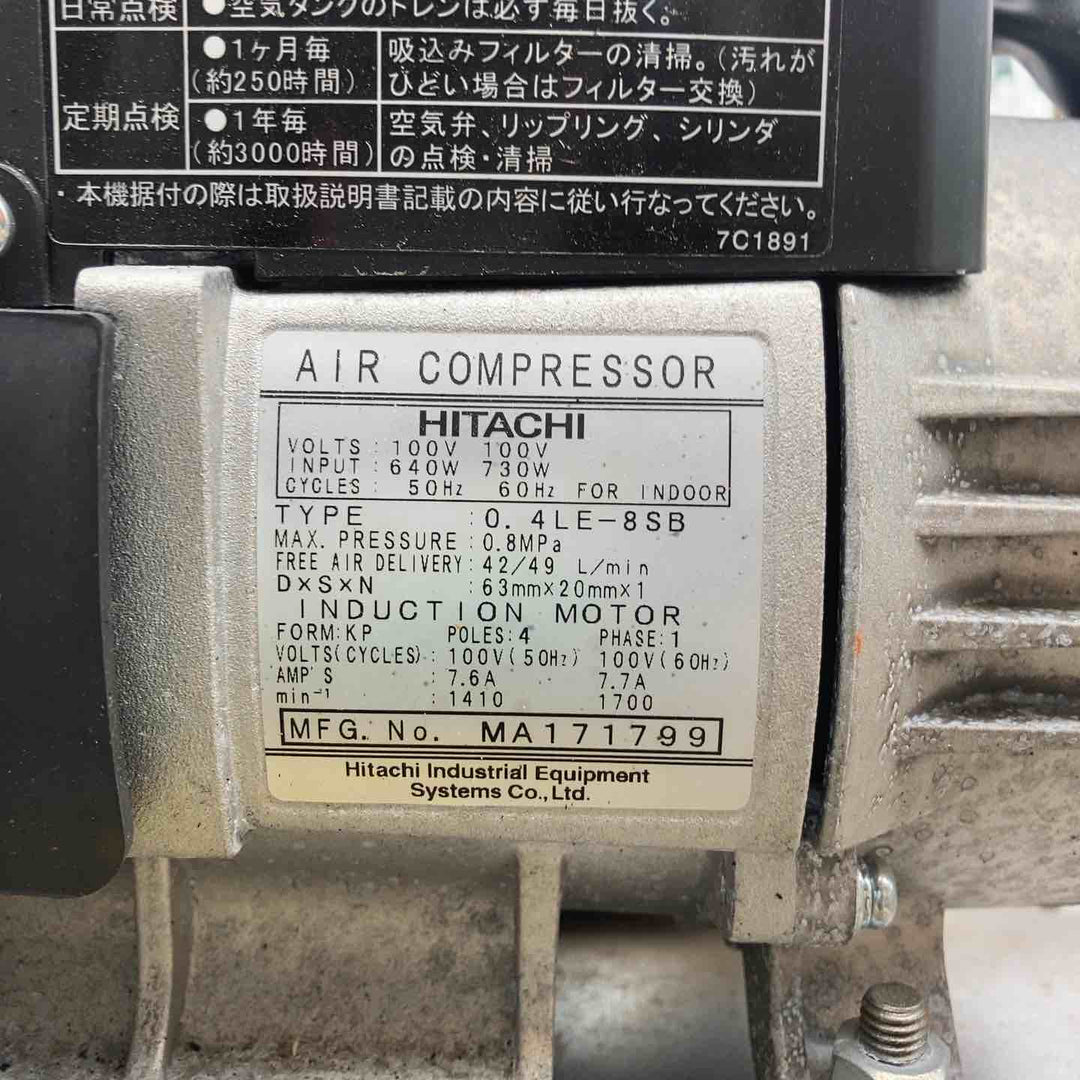 日常点検 ●空気タンクのドレンは必ず毎日抜く。
定期点検
●1ヶ月毎
(約250時間)
吸込みフィルターの清掃。(汚れが
ひどい場合はフィルター交換)
●1年毎
(約3000時間)
空気弁、リップリング、シリンダ
の点検・清掃
・本機据付の際は取扱説明書記載の内容に従い行なってください。
7C1891
AIR COMPRESSOR
HITACHI
VOLTS : 100V 100V
INPUT : 640W 730W
CYCLES : 50Hz 60Hz FOR INDOOR
TYPE : 0.4LE-8SB
MAX. PRESSURE : 0.8MPa
FREE AIR DELIVERY : 42/49 L/min
D×S×N : 63mm×20mm×1
INDUCTION MOTOR
FORM:KP POLES:4 PHASE:1
VOLTS(CYCLES) : 100V(50Hz) 100V(60Hz)
AMP'S : 7.6A 7.7A
min⁻¹ : 1410 1700
MFG. No. MA171799
Hitachi Industrial Equipment
Systems Co.,Ltd.